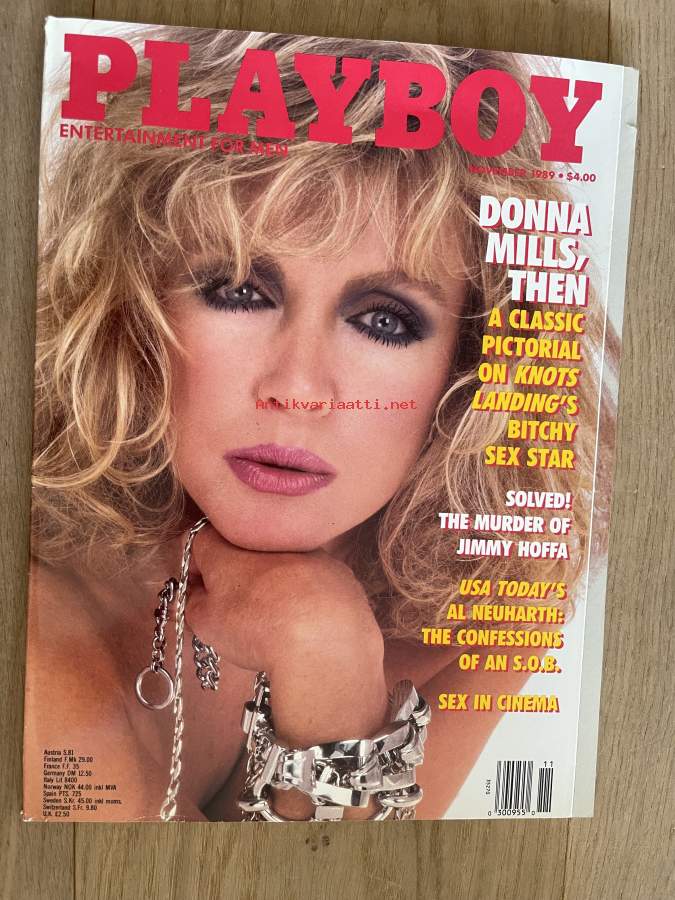 PLAYBOY
ENTERTAINMENT FOR MEN
NOVEMBER 1989 • $4.00
DONNA
MILLS,
THEN
A CLASSIC
PICTORIAL
ON KNOTS
LANDING'S
BITCHY
SEX STAR
Antikvariaatti.net
SOLVED!
THE MURDER OF
JIMMY HOFFA
USA TODAY'S
AL NEUHARTH:
THE CONFESSIONS
OF AN S.O.B.
SEX IN CINEMA
Austria S.81
Finland F.Mk 29.00
France F.F. 35
Germany DM 12.50
Italy Lit 8400
Norway NOK 44.00 inkl MVA
Spain PTS. 725
Sweden S.Kr. 45.00 inkl moms.
Switzerland S.Fr. 9.80
U.K. £2.50
11
35275
0 300955 0